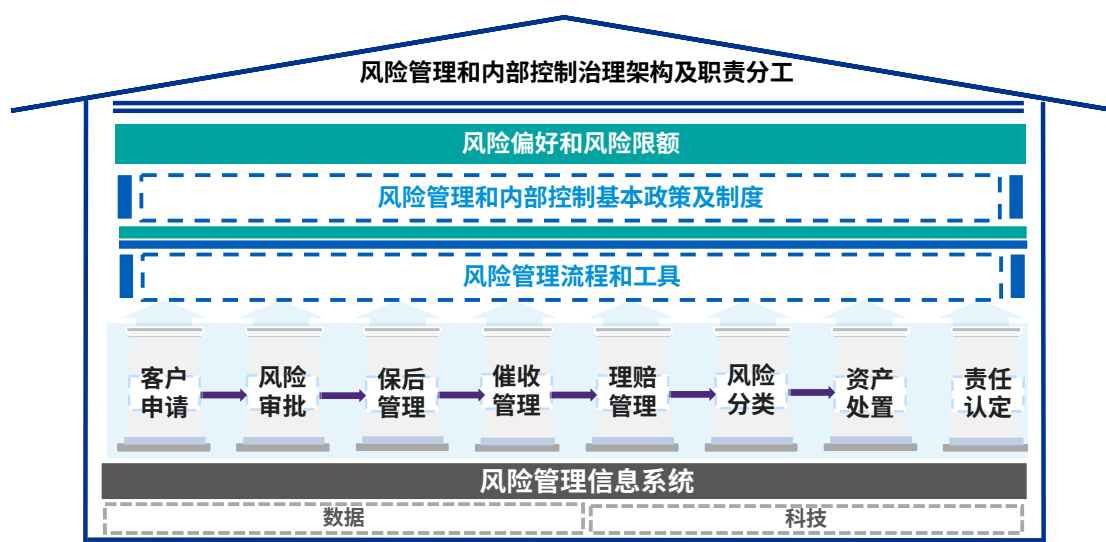 风险管理和内部控制治理架构及职责分工
风险偏好和风险限额
风险管理和内部控制基本政策及制度
风险管理流程和工具
客户
申请
风险
审批
保后
管理
催收
管理
理赔
管理
风险
分类
资产
处置
责任
认定
风险管理信息系统
数据
科技